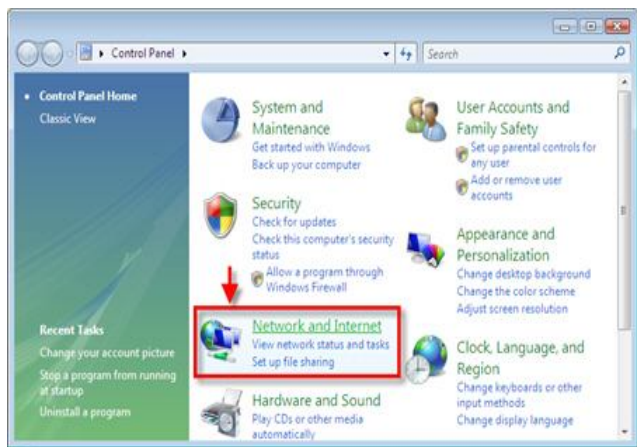 Control Panel
Search
Control Panel Home
Classic View
Recent Tasks
Change your account picture
Stop a program from running
at startup
Uninstall a program
System and
Maintenance
Get started with Windows
Back up your computer
Security
Check for updates
Check this computer's security
status
Allow a program through
Windows Firewall
Network and Internet
View network status and tasks
Set up file sharing
Hardware and Sound
Play CDs or other media
automatically
User Accounts and
Family Safety
Set up parental controls for
any user
Add or remove user
accounts
Appearance and
Personalization
Change desktop background
Change the color scheme
Adjust screen resolution
Clock, Language, and
Region
Change keyboards or other
input methods
Change display language